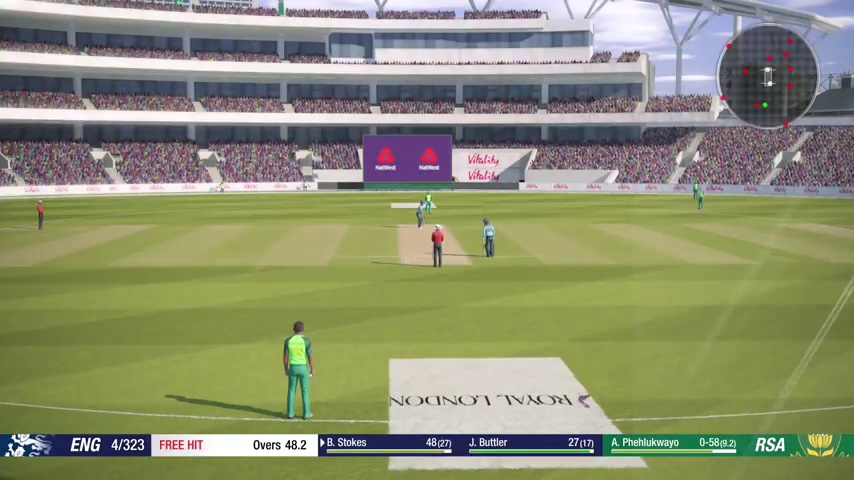 NatWest NatWest
Vitality
Vitality
ROYAL LONDON
ENG 4/323 FREE HIT Overs 48.2 B. Stokes 48(27) J. Buttler 27(17) A. Phehlukwayo 0-58(9.2) RSA